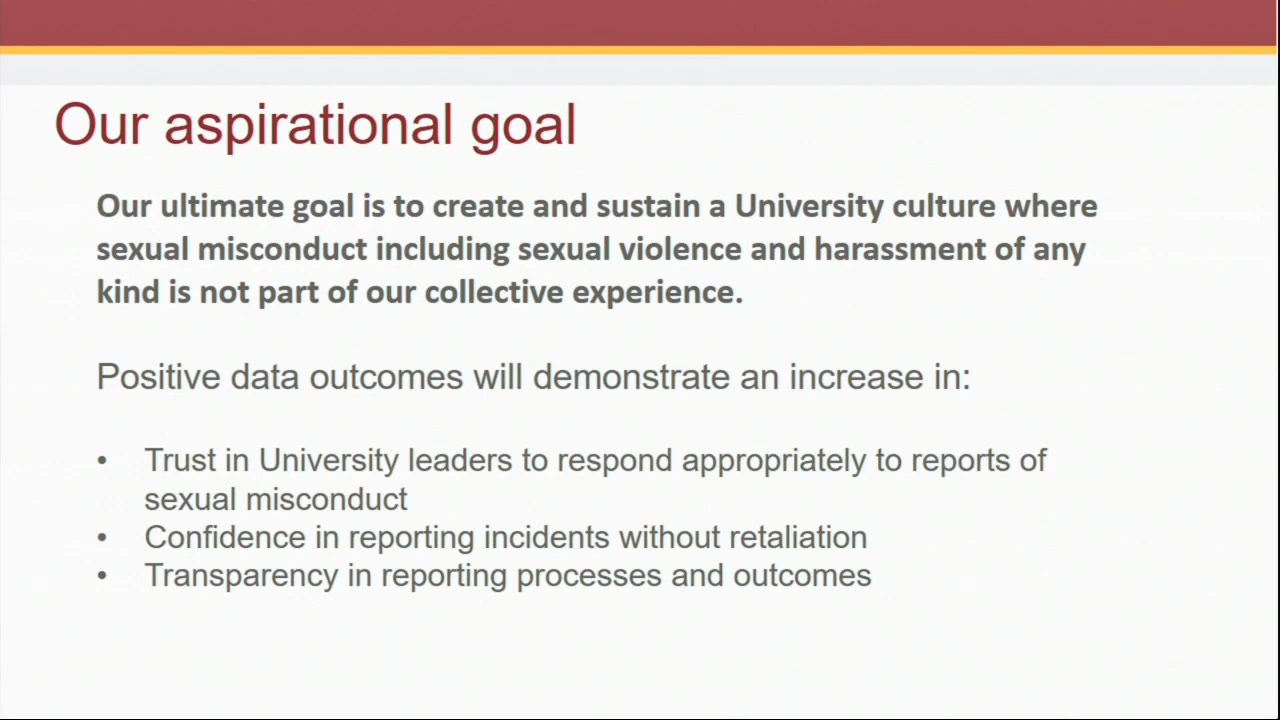 Our aspirational goal
Our ultimate goal is to create and sustain a University culture where
sexual misconduct including sexual violence and harassment of any
kind is not part of our collective experience.
Positive data outcomes will demonstrate an increase in:
• Trust in University leaders to respond appropriately to reports of
sexual misconduct
• Confidence in reporting incidents without retaliation
• Transparency in reporting processes and outcomes